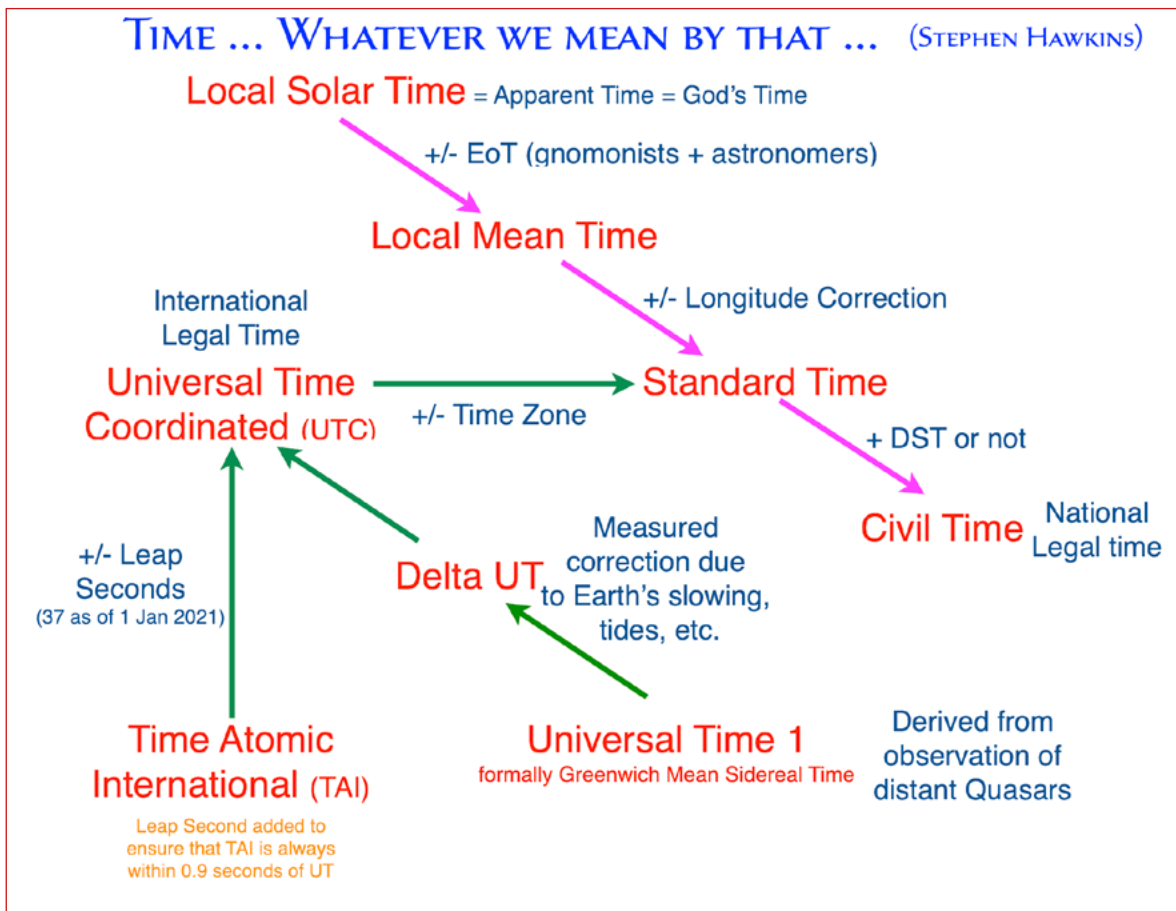 Time ... Whatever we mean by that ... (Stephen Hawkins)
Local Solar Time = Apparent Time = God's Time
+/- EoT (gnomonists + astronomers)
Local Mean Time
+/- Longitude Correction
International
Legal Time
Universal Time
Coordinated (UTC)
+/- Time Zone
Standard Time
+ DST or not
Civil Time
National
Legal time
+/- Leap
Seconds
(37 as of 1 Jan 2021)
Delta UT
Measured
correction due
to Earth's slowing,
tides, etc.
Time Atomic
International (TAI)
Leap Second added to
ensure that TAI is always
within 0.9 seconds of UT
Universal Time 1
formally Greenwich Mean Sidereal Time
Derived from
observation of
distant Quasars